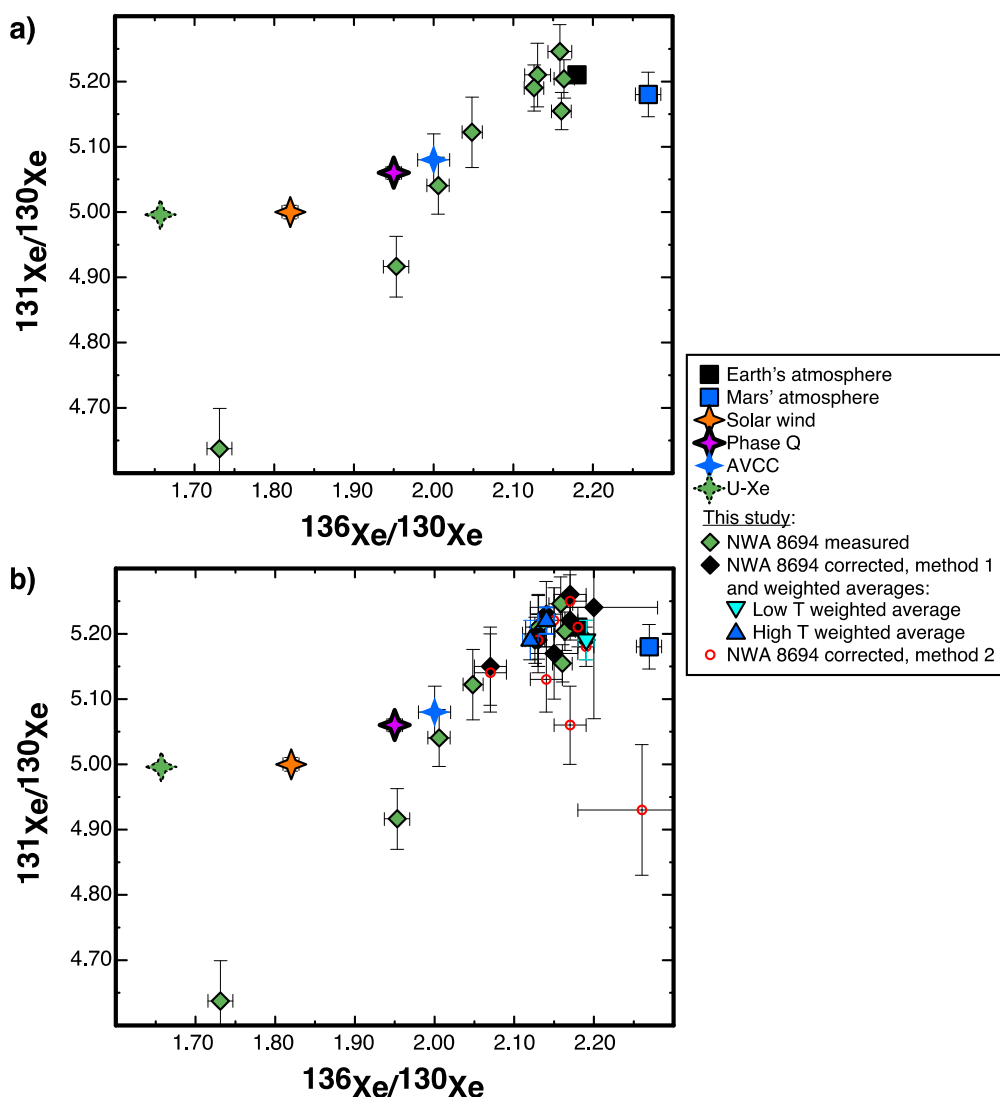 a)
5.20
5.10
5.00
4.90
4.80
4.70
131Xe/130Xe
1.70 1.80 1.90 2.00 2.10 2.20
136Xe/130Xe
Earth's atmosphere
Mars' atmosphere
Solar wind
Phase Q
AVCC
U-Xe
This study:
NWA 8694 measured
NWA 8694 corrected, method 1
and weighted averages:
Low T weighted average
High T weighted average
NWA 8694 corrected, method 2
b)
5.20
5.10
5.00
4.90
4.80
4.70
131Xe/130Xe
1.70 1.80 1.90 2.00 2.10 2.20
136Xe/130Xe